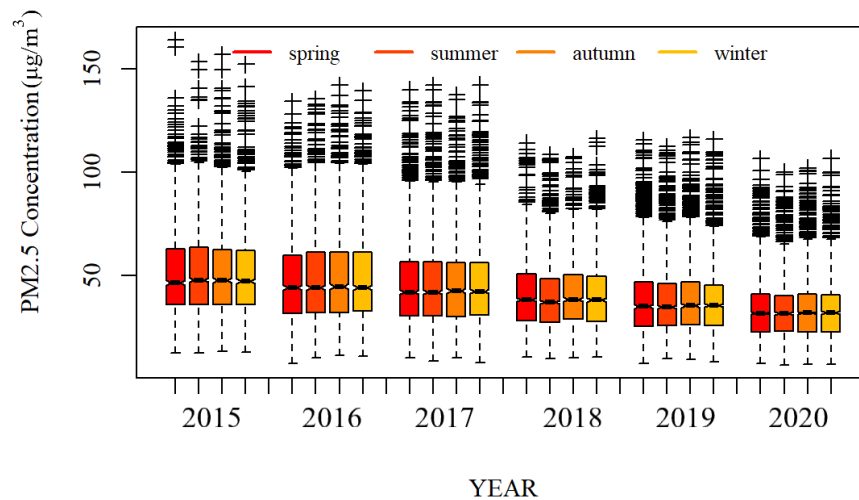 PM2.5 Concentration (μg/m³)
150
100
50
spring summer autumn winter
2015 2016 2017 2018 2019 2020
YEAR